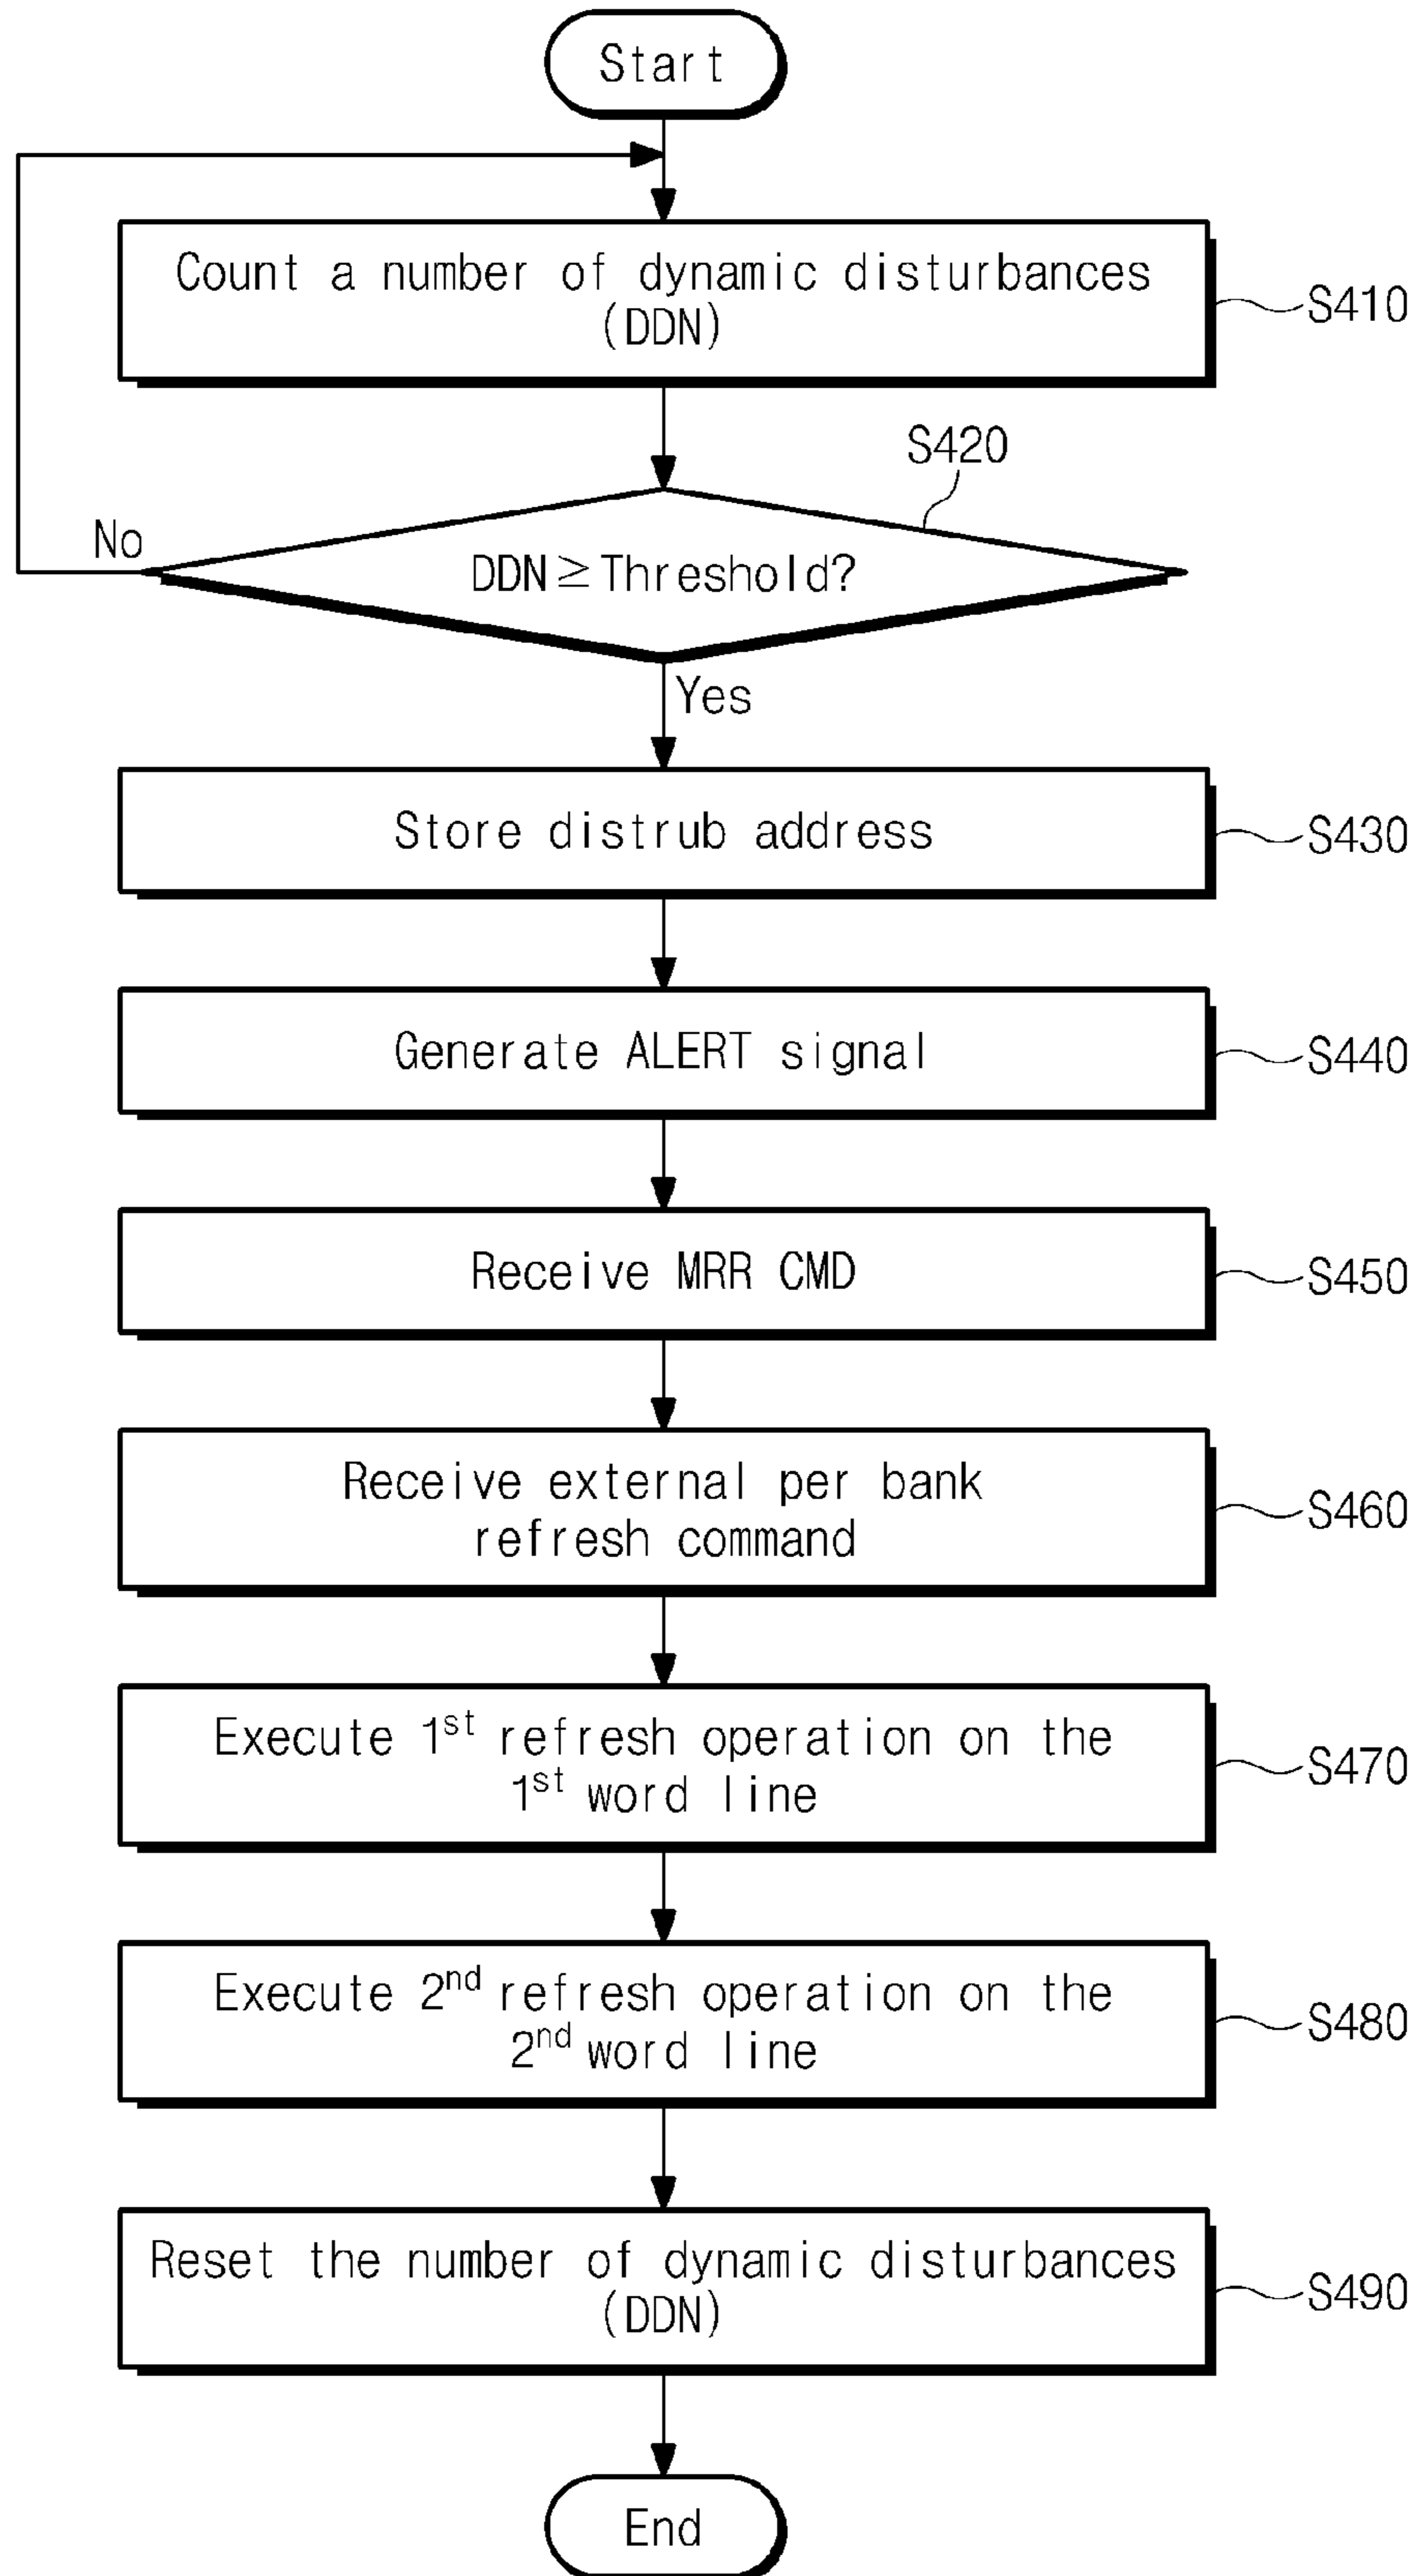 Start
Count a number of dynamic disturbances
(DDN)
S410
S420
No
DDN≧Threshold?
Yes
Store distrub address
S430
Generate ALERT signal
S440
Receive MRR CMD
S450
Receive external per bank
refresh command
S460
Execute 1st refresh operation on the
1st word line
S470
Execute 2nd refresh operation on the
2nd word line
S480
Reset the number of dynamic disturbances
(DDN)
S490
End